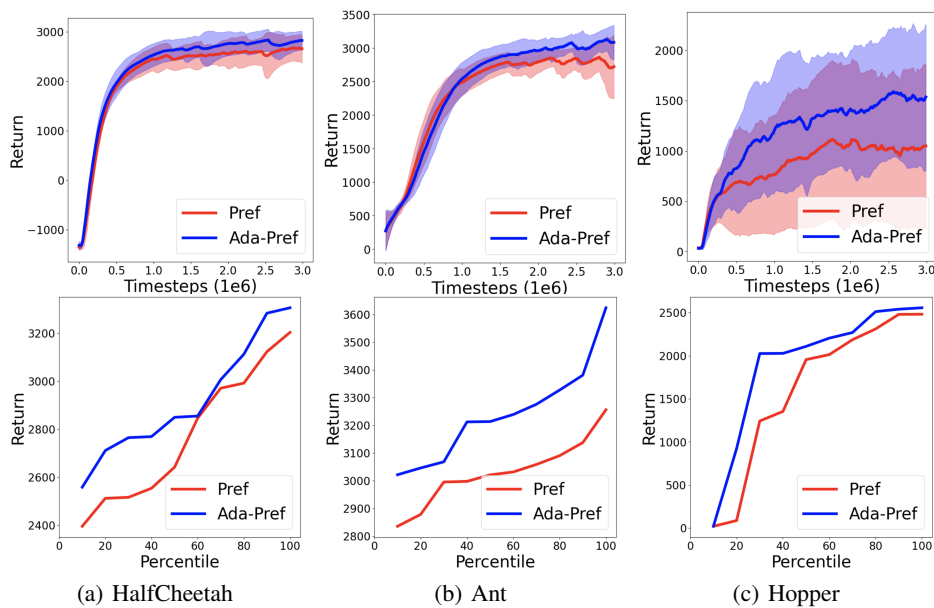 3000
2000
1000
0
−1000
Return
0.0 0.5 1.0 1.5 2.0 2.5 3.0
Timesteps (1e6)
Pref
Ada-Pref
3500
3000
2500
2000
1500
1000
500
0
Return
0.0 0.5 1.0 1.5 2.0 2.5 3.0
Timesteps (1e6)
Pref
Ada-Pref
2000
1500
1000
500
0
Return
0.0 0.5 1.0 1.5 2.0 2.5 3.0
Timesteps (1e6)
Pref
Ada-Pref
3200
3000
2800
2600
2400
Return
0 20 40 60 80 100
Percentile
Pref
Ada-Pref
(a) HalfCheetah
3600
3500
3400
3300
3200
3100
3000
2900
2800
Return
0 20 40 60 80 100
Percentile
Pref
Ada-Pref
(b) Ant
2500
2000
1500
1000
500
0
Return
0 20 40 60 80 100
Percentile
Pref
Ada-Pref
(c) Hopper